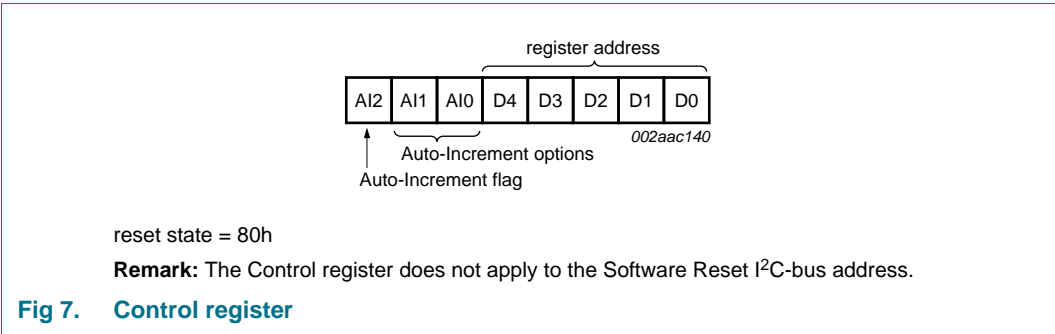 register address
AI2 AI1 AI0 D4 D3 D2 D1 D0
002aac140
Auto-Increment options
Auto-Increment flag
reset state = 80h
Remark: The Control register does not apply to the Software Reset I2C-bus address.
Fig 7. Control register